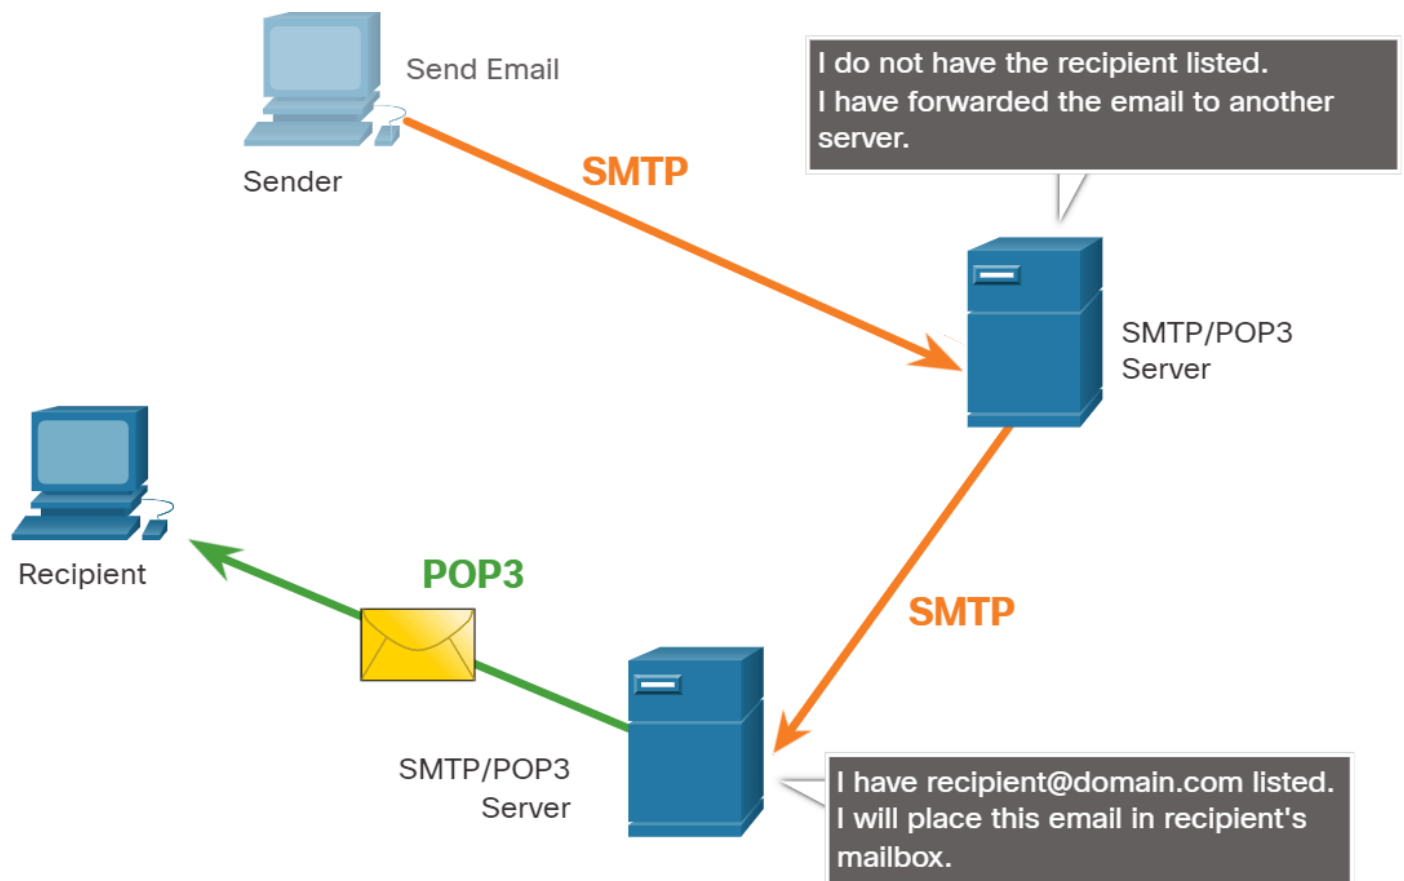 Send Email
Sender
SMTP
I do not have the recipient listed.
I have forwarded the email to another
server.
SMTP/POP3
Server
Recipient
POP3
SMTP
SMTP/POP3
Server
I have recipient@domain.com listed.
I will place this email in recipient's
mailbox.